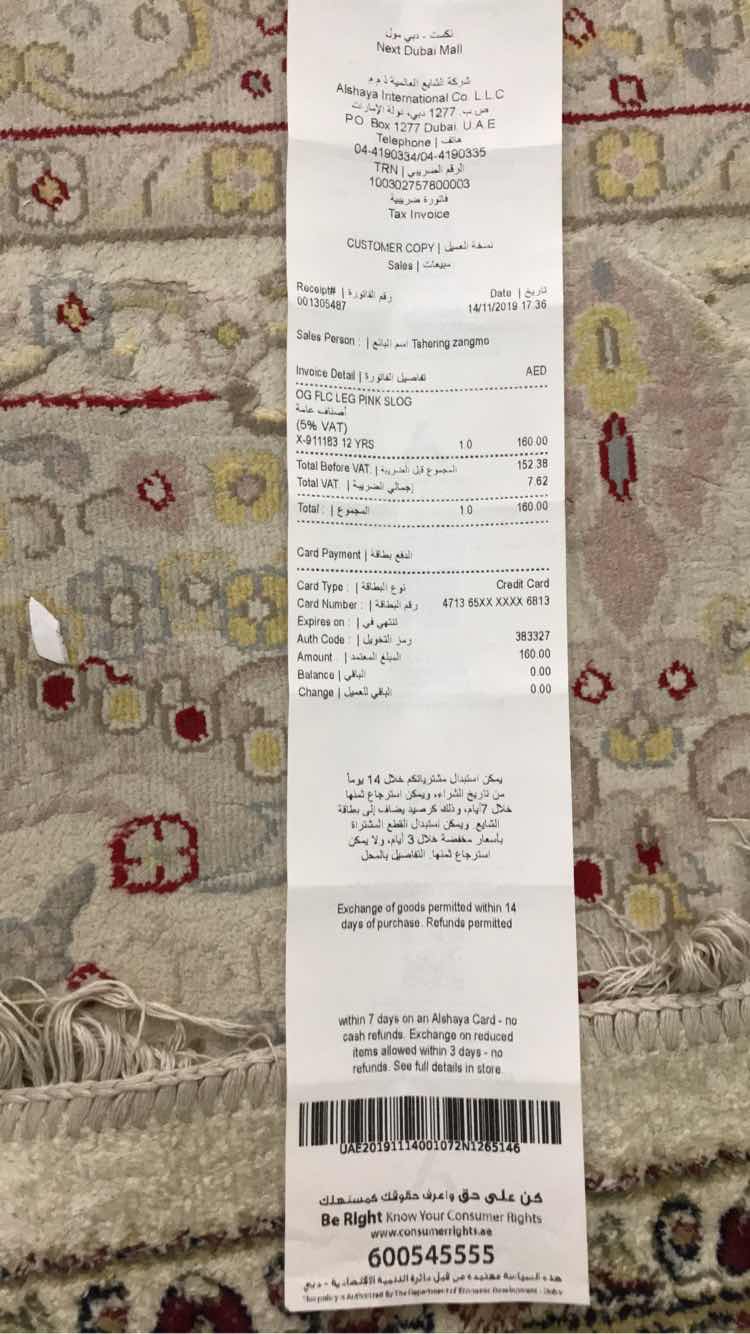 نكست - دبي مول
Next Dubai Mall
شركة الشايع العالمية ذ.م.م
Alshaya International Co. L.L.C
ص.ب. 1277 دبي، دولة الإمارات
P.O. Box 1277 Dubai. U.A.E
Telephone | هاتف
04-4190334/04-4190335
TRN | الرقم الضريبي
100302757800003
فاتورة ضريبية
Tax Invoice
CUSTOMER COPY | نسخة العميل
Sales | مبيعات
Receipt# | رقم الفاتورة Date | تاريخ
001305487 14/11/2019 17.36
Sales Person : | اسم البائع Tshering zangmo
Invoice Detail | تفاصيل الفاتورة AED
OG FLC LEG PINK SLOG
أصناف عامة
(5% VAT)
X-911183 12 YRS 1.0 160.00
Total Before VAT. | المجموع قبل الضريبة 152.38
Total VAT. | إجمالي الضريبة 7.62
Total : | المجموع 1.0 160.00
Card Payment | الدفع بطاقة
Card Type : | نوع البطاقة Credit Card
Card Number : | رقم البطاقة 4713 65XX XXXX 6813
Expires on : | تنتهي في
Auth Code : | رمز التخويل 383327
Amount : | المبلغ المعتمد 160.00
Balance | الباقي 0.00
Change | الباقي للعميل 0.00
يمكن استبدال مشترياتكم خلال 14 يوماً
من تاريخ الشراء، ويمكن استرجاع ثمنها
خلال 7أيام، وذلك كرصيد يضاف إلى بطاقة
الشايع. ويمكن استبدال القطع المشتراة
بأسعار مخفضة خلال 3 أيام، ولا يمكن
استرجاع ثمنها. التفاصيل بالمحل
Exchange of goods permitted within 14
days of purchase. Refunds permitted
within 7 days on an Alshaya Card - no
cash refunds. Exchange on reduced
items allowed within 3 days - no
refunds. See full details in store.
UAE20191114001072N1265146
كن على حق واعرف حقوقك كمستهلك
Be Right Know Your Consumer Rights
www.consumerrights.ae
600545555
هذه السياسة معتمدة من قبل دائرة التنمية الاقتصادية - دبي
This policy is Authorized By The Department of Economic Development - Dubai